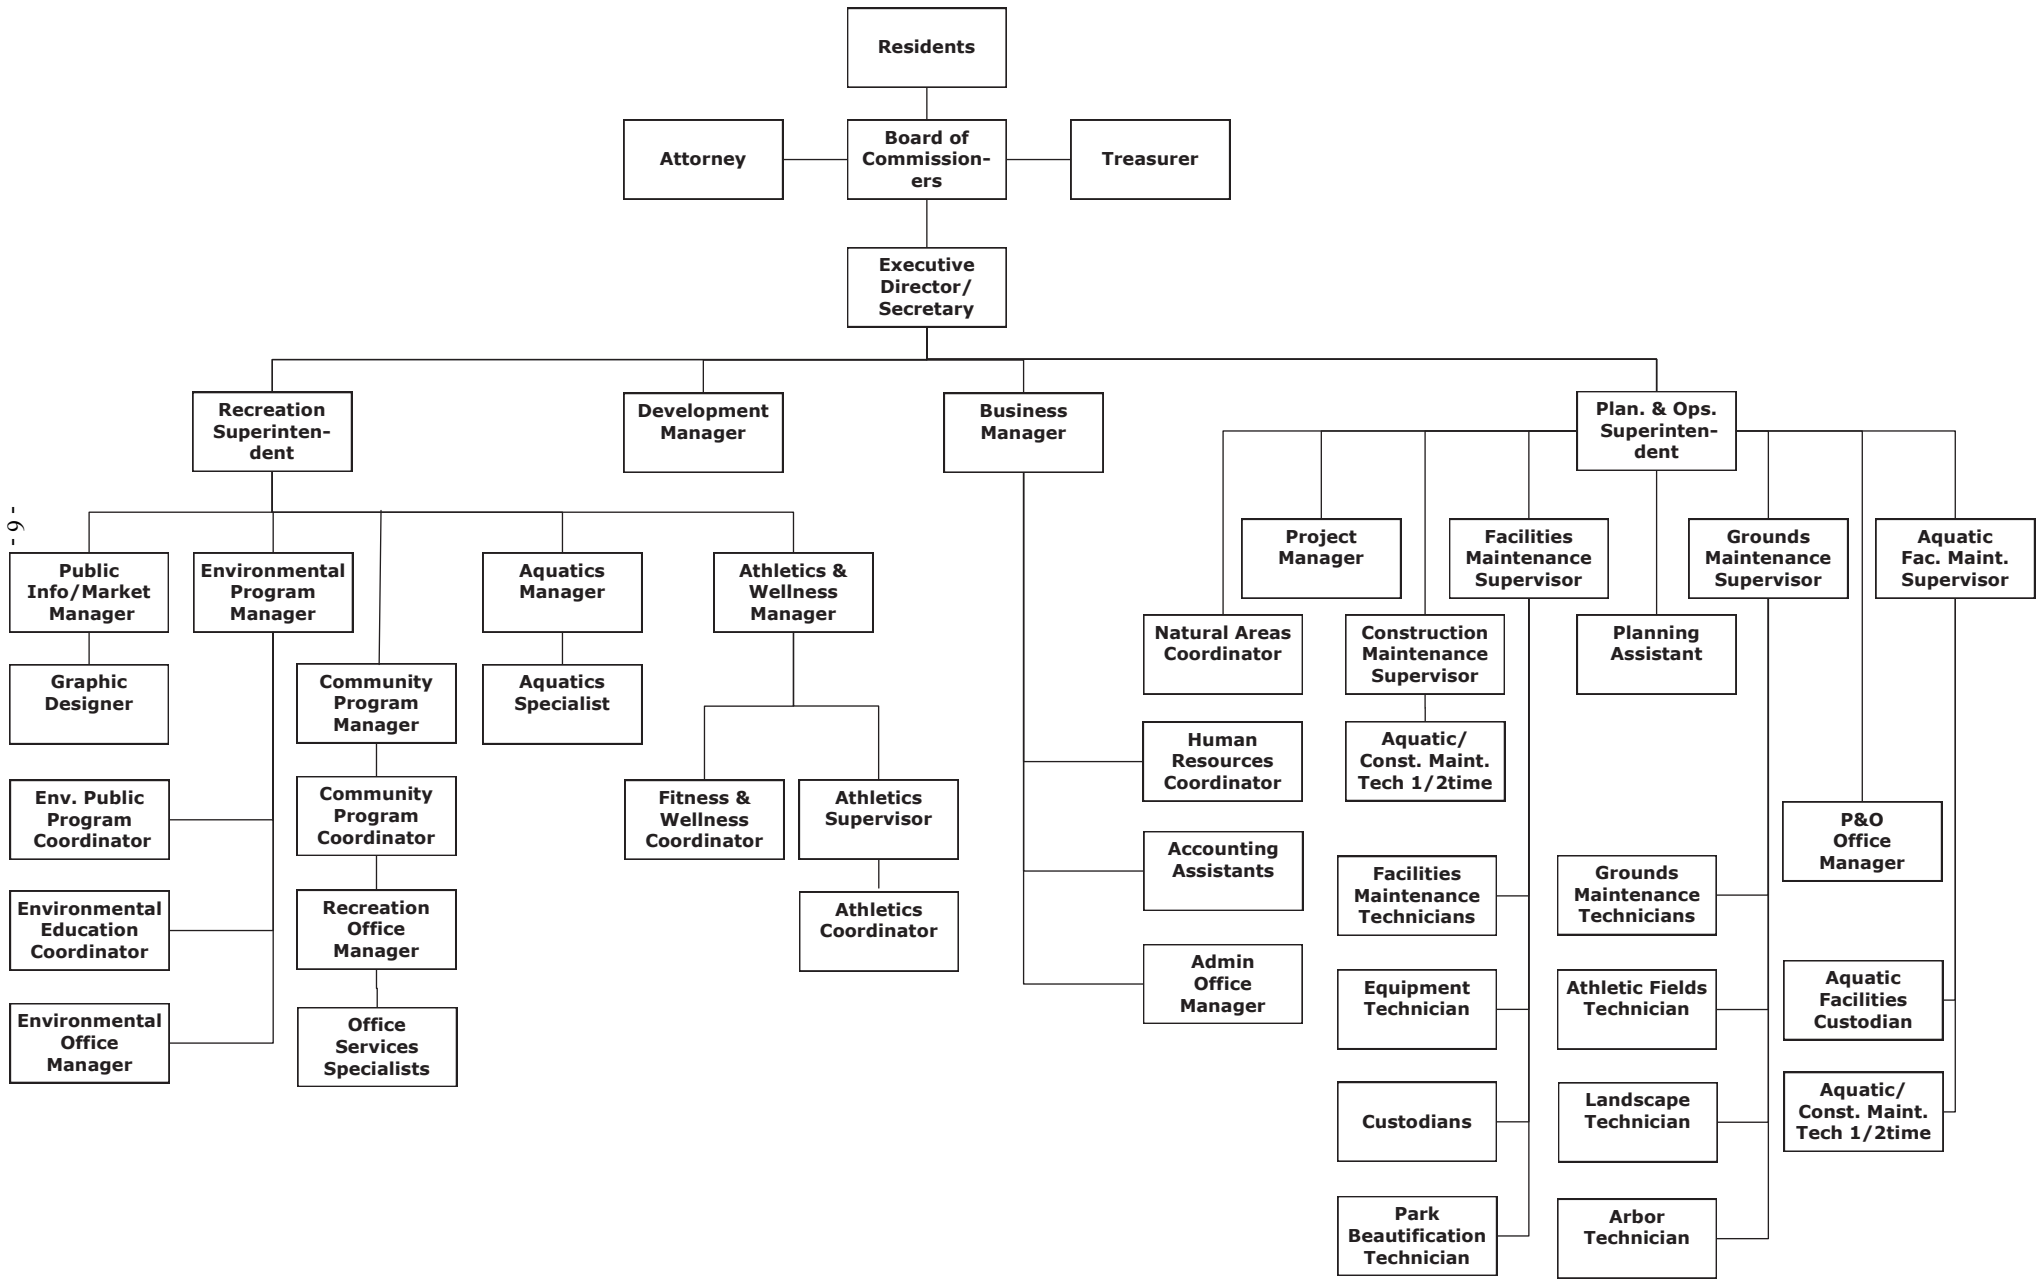 Residents
Attorney
Board of
Commission-
ers
Treasurer
Executive
Director/
Secretary
Recreation
Superinten-
dent
Development
Manager
Business
Manager
Plan. & Ops.
Superinten-
dent
- 9 -
Public
Info/Market
Manager
Environmental
Program
Manager
Aquatics
Manager
Athletics &
Wellness
Manager
Project
Manager
Facilities
Maintenance
Supervisor
Grounds
Maintenance
Supervisor
Aquatic
Fac. Maint.
Supervisor
Graphic
Designer
Community
Program
Manager
Aquatics
Specialist
Natural Areas
Coordinator
Construction
Maintenance
Supervisor
Planning
Assistant
Env. Public
Program
Coordinator
Community
Program
Coordinator
Fitness &
Wellness
Coordinator
Athletics
Supervisor
Human
Resources
Coordinator
Aquatic/
Const. Maint.
Tech 1/2time
P&O
Office
Manager
Environmental
Education
Coordinator
Recreation
Office
Manager
Athletics
Coordinator
Accounting
Assistants
Facilities
Maintenance
Technicians
Grounds
Maintenance
Technicians
Environmental
Office
Manager
Office
Services
Specialists
Admin
Office
Manager
Equipment
Technician
Athletic Fields
Technician
Aquatic
Facilities
Custodian
Custodians
Landscape
Technician
Aquatic/
Const. Maint.
Tech 1/2time
Park
Beautification
Technician
Arbor
Technician